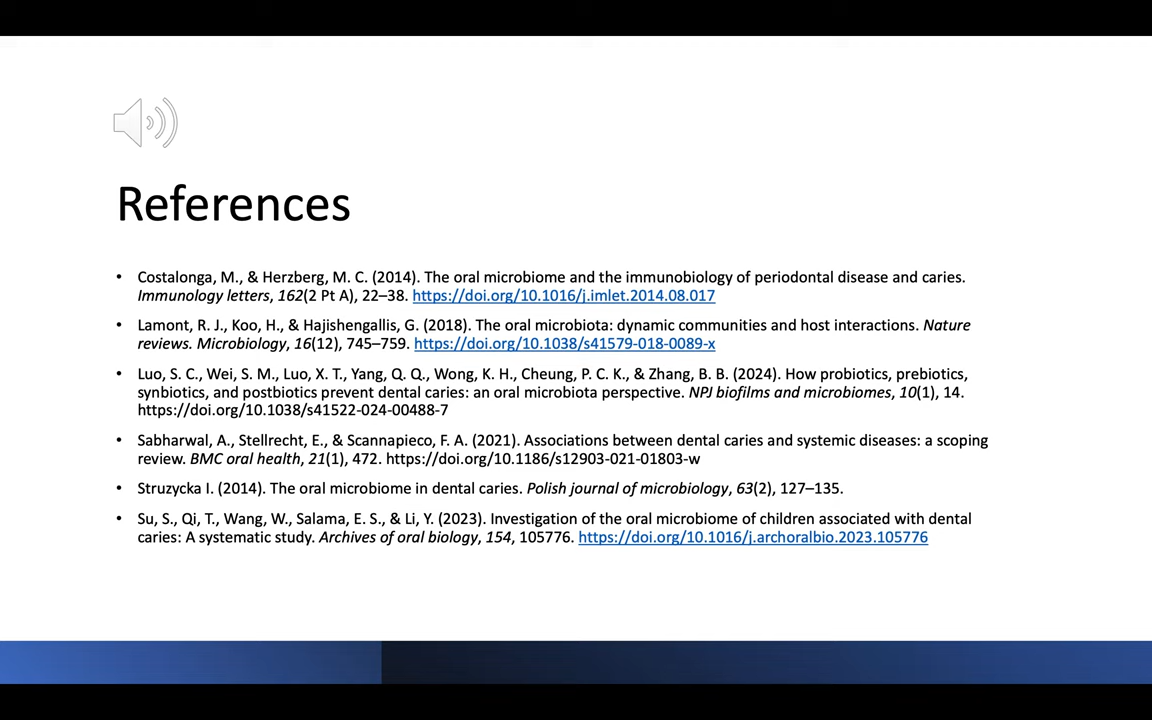 References
• Costalonga, M., & Herzberg, M. C. (2014). The oral microbiome and the immunobiology of periodontal disease and caries.
Immunology letters, 162(2 Pt A), 22–38. https://doi.org/10.1016/j.imlet.2014.08.017
• Lamont, R. J., Koo, H., & Hajishengallis, G. (2018). The oral microbiota: dynamic communities and host interactions. Nature
reviews. Microbiology, 16(12), 745–759. https://doi.org/10.1038/s41579-018-0089-x
• Luo, S. C., Wei, S. M., Luo, X. T., Yang, Q. Q., Wong, K. H., Cheung, P. C. K., & Zhang, B. B. (2024). How probiotics, prebiotics,
synbiotics, and postbiotics prevent dental caries: an oral microbiota perspective. NPJ biofilms and microbiomes, 10(1), 14.
https://doi.org/10.1038/s41522-024-00488-7
• Sabharwal, A., Stellrecht, E., & Scannapieco, F. A. (2021). Associations between dental caries and systemic diseases: a scoping
review. BMC oral health, 21(1), 472. https://doi.org/10.1186/s12903-021-01803-w
• Struzycka I. (2014). The oral microbiome in dental caries. Polish journal of microbiology, 63(2), 127–135.
• Su, S., Qi, T., Wang, W., Salama, E. S., & Li, Y. (2023). Investigation of the oral microbiome of children associated with dental
caries: A systematic study. Archives of oral biology, 154, 105776. https://doi.org/10.1016/j.archoralbio.2023.105776